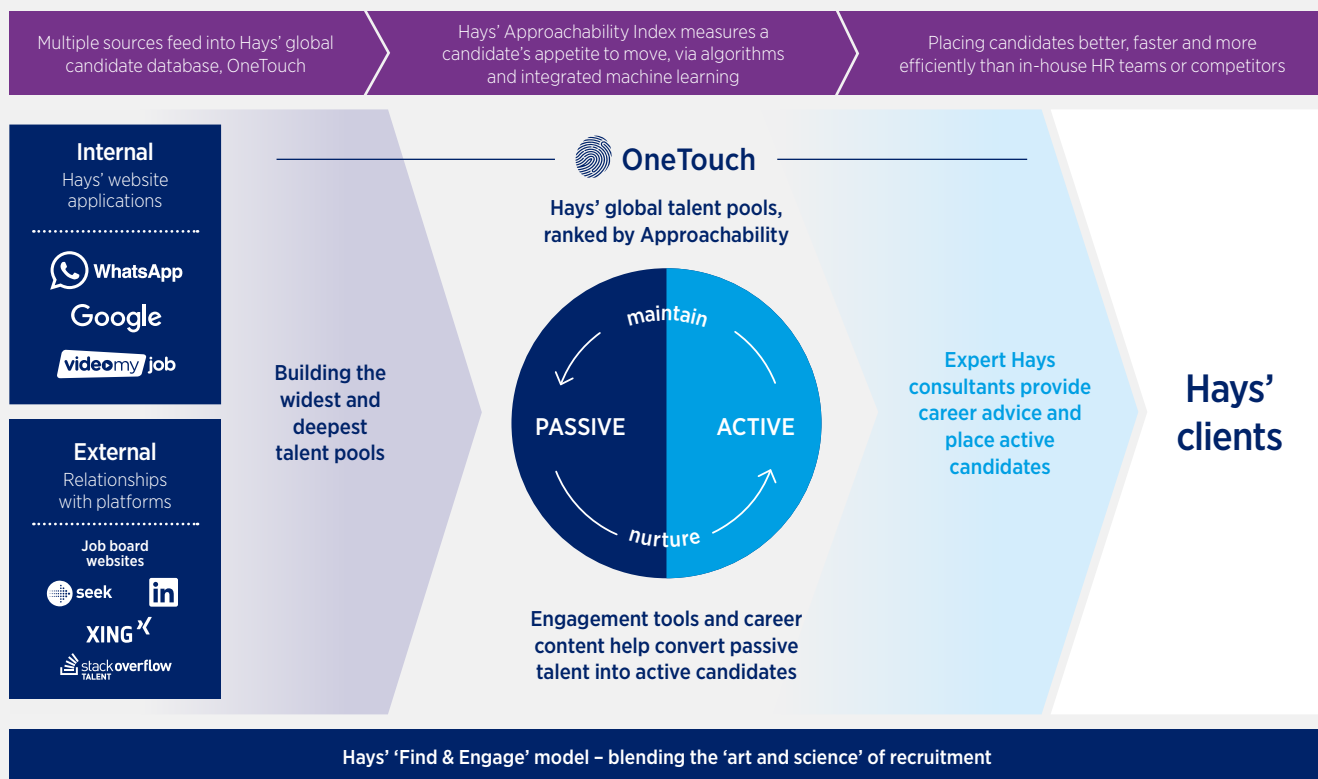 Multiple sources feed into Hays’ global
candidate database, OneTouch
Hays’ Approachability Index measures a
candidate’s appetite to move, via algorithms
and integrated machine learning
Placing candidates better, faster and more
efficiently than in-house HR teams or competitors
Internal
Hays’ website
applications
WhatsApp
Google
videomy job
External
Relationships
with platforms
Job board
websites
seek
in
XING
stackoverflow
TALENT
Building the
widest and
deepest
talent pools
OneTouch
Hays’ global talent pools,
ranked by Approachability
maintain
PASSIVE
ACTIVE
nurture
Engagement tools and career
content help convert passive
talent into active candidates
Expert Hays
consultants provide
career advice and
place active
candidates
Hays’
clients
Hays’ ‘Find & Engage’ model – blending the ‘art and science’ of recruitment